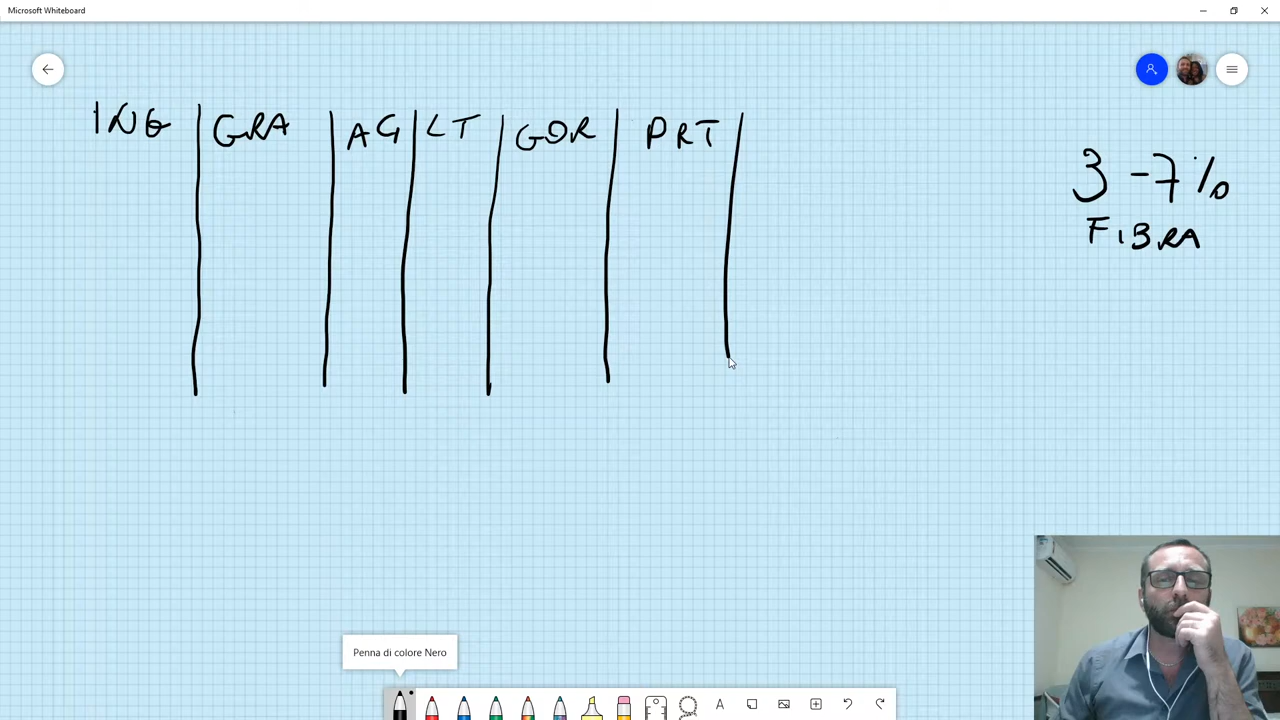 Microsoft Whiteboard
ING GRA AG LT GOR PRT
3-7%
FIBRA
Penna di colore Nero
A